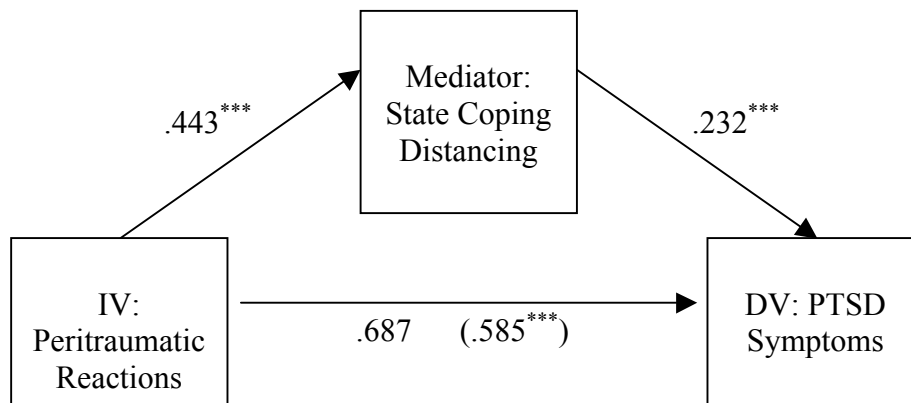 Mediator:
State Coping
Distancing
.443***
.232***
IV:
Peritraumatic
Reactions
.687 (.585***)
DV: PTSD
Symptoms